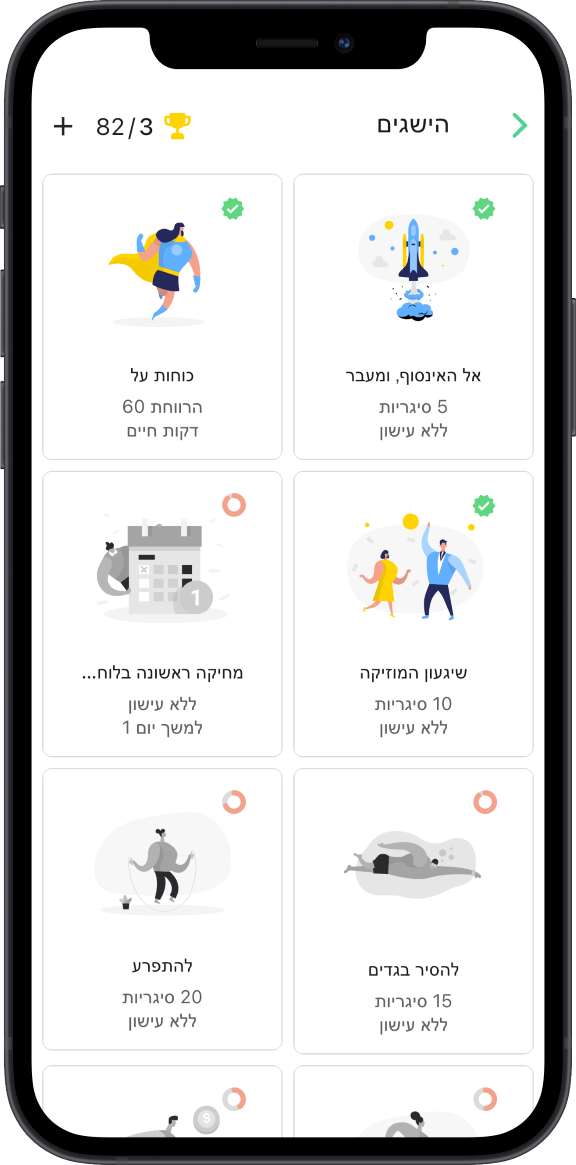 הישגים
82/3
אל האינסוף, ומעבר
5 סיגריות
ללא עישון
כוחות על
הרווחת 60
דקות חיים
שיגעון המוזיקה
10 סיגריות
ללא עישון
1
מחיקה ראשונה בלוח...
ללא עישון
למשך יום 1
להסיר בגדים
15 סיגריות
ללא עישון
להתפרע
20 סיגריות
ללא עישון
$